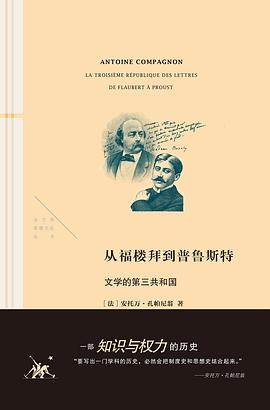 ANTOINE COMPAGNON
LA TROISIÈME RÉPUBLIQUE DES LETTRES
DE FLAUBERT À PROUST
从福楼拜到普鲁斯特
文学的第三共和国
[法] 安托万·孔帕尼翁 著
一部 知识与权力 的历史
“要写出一门学科的历史，必然会把制度史和思想史结合起来。”
——安托万·孔帕尼翁